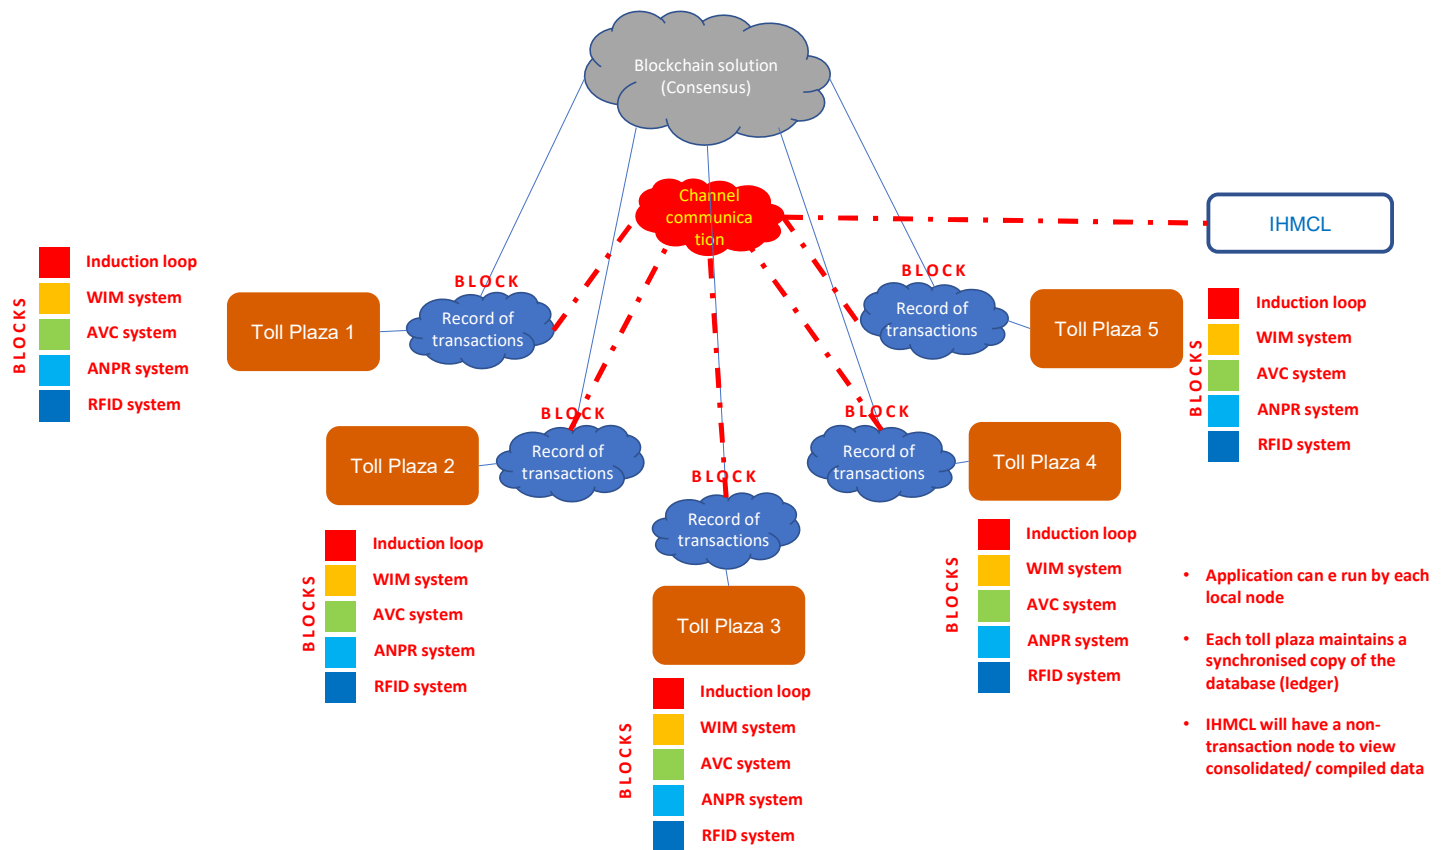 Blockchain solution
(Consensus)
Channel
communica
tion
IHMCL
BLOCKS
Induction loop
WIM system
AVC system
ANPR system
RFID system
Toll Plaza 1
BLOCK
Record of
transactions
BLOCK
Record of
transactions
Toll Plaza 5
BLOCKS
Induction loop
WIM system
AVC system
ANPR system
RFID system
Toll Plaza 2
BLOCK
Record of
transactions
BLOCK
Record of
transactions
Toll Plaza 4
BLOCKS
Induction loop
WIM system
AVC system
ANPR system
RFID system
BLOCK
Record of
transactions
Toll Plaza 3
BLOCKS
Induction loop
WIM system
AVC system
ANPR system
RFID system
BLOCKS
Induction loop
WIM system
AVC system
ANPR system
RFID system
• Application can e run by each
local node
• Each toll plaza maintains a
synchronised copy of the
database (ledger)
• IHMCL will have a non-
transaction node to view
consolidated/ compiled data